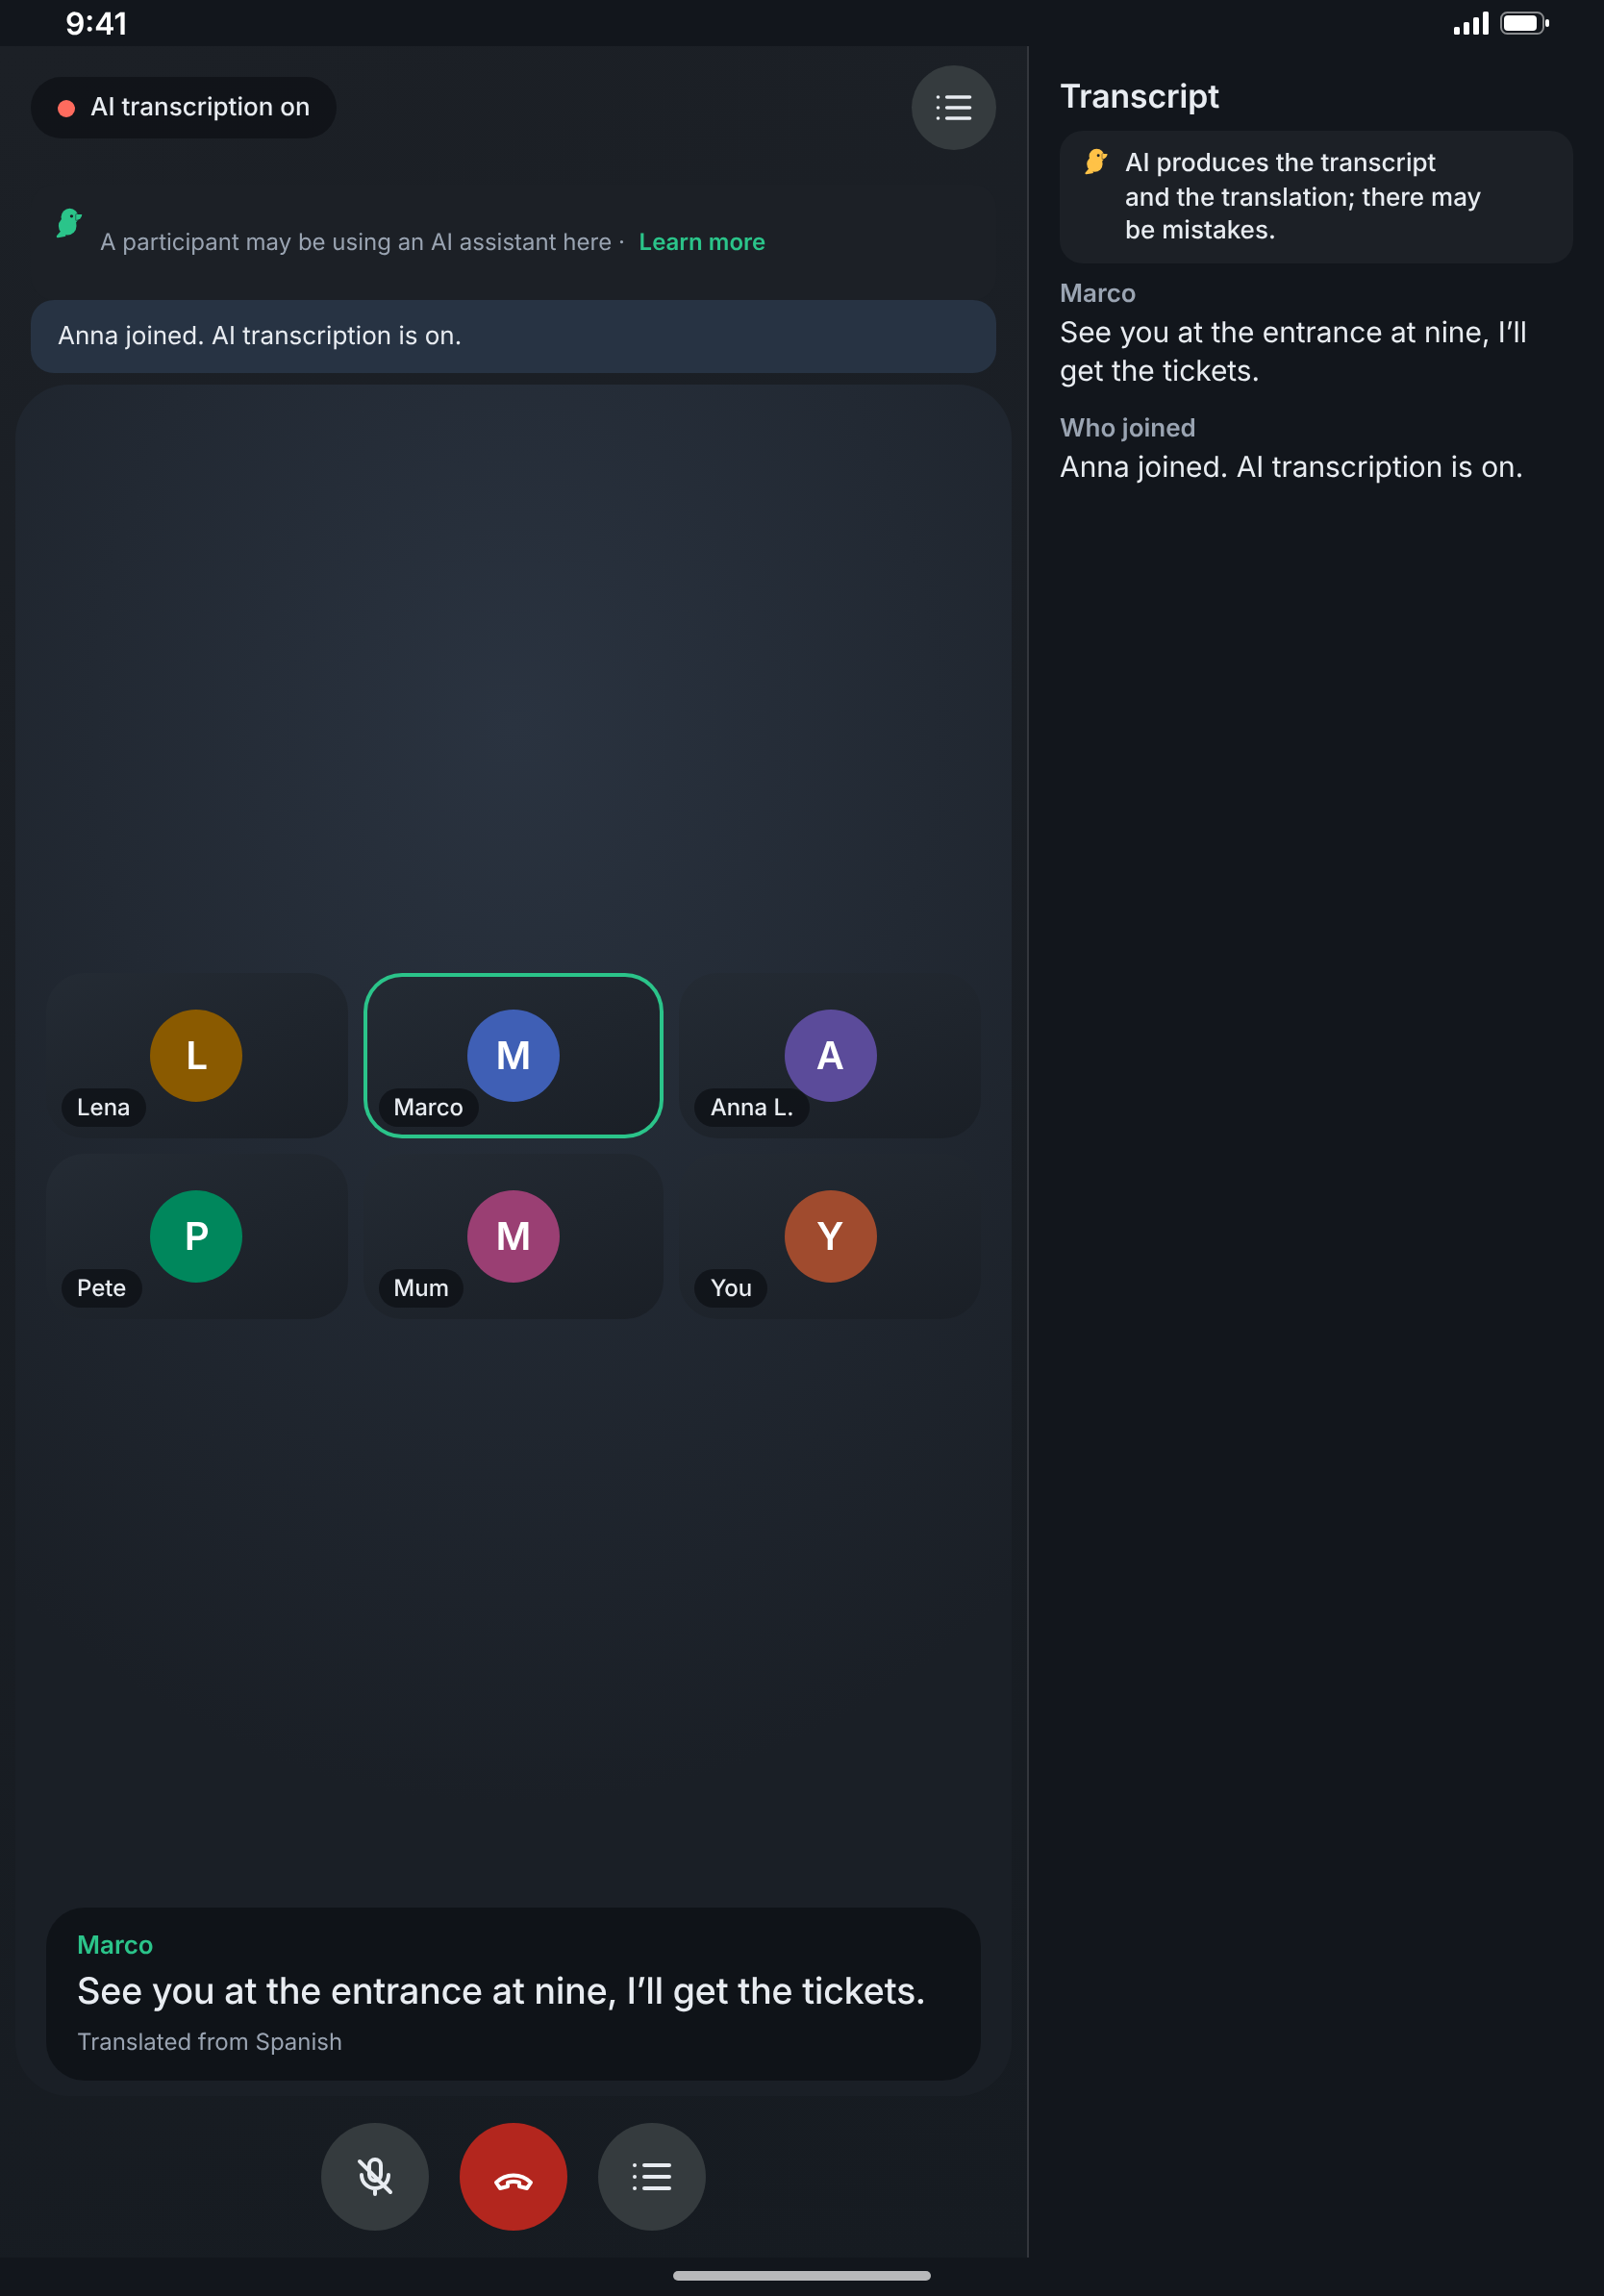 9:41
AI transcription on
A participant may be using an AI assistant here · Learn more
Anna joined. AI transcription is on.
L
Lena
M
Marco
A
Anna L.
P
Pete
M
Mum
Y
You
Marco
See you at the entrance at nine, I’ll get the tickets.
Translated from Spanish
Transcript
AI produces the transcript
and the translation; there may
be mistakes.
Marco
See you at the entrance at nine, I’ll
get the tickets.
Who joined
Anna joined. AI transcription is on.